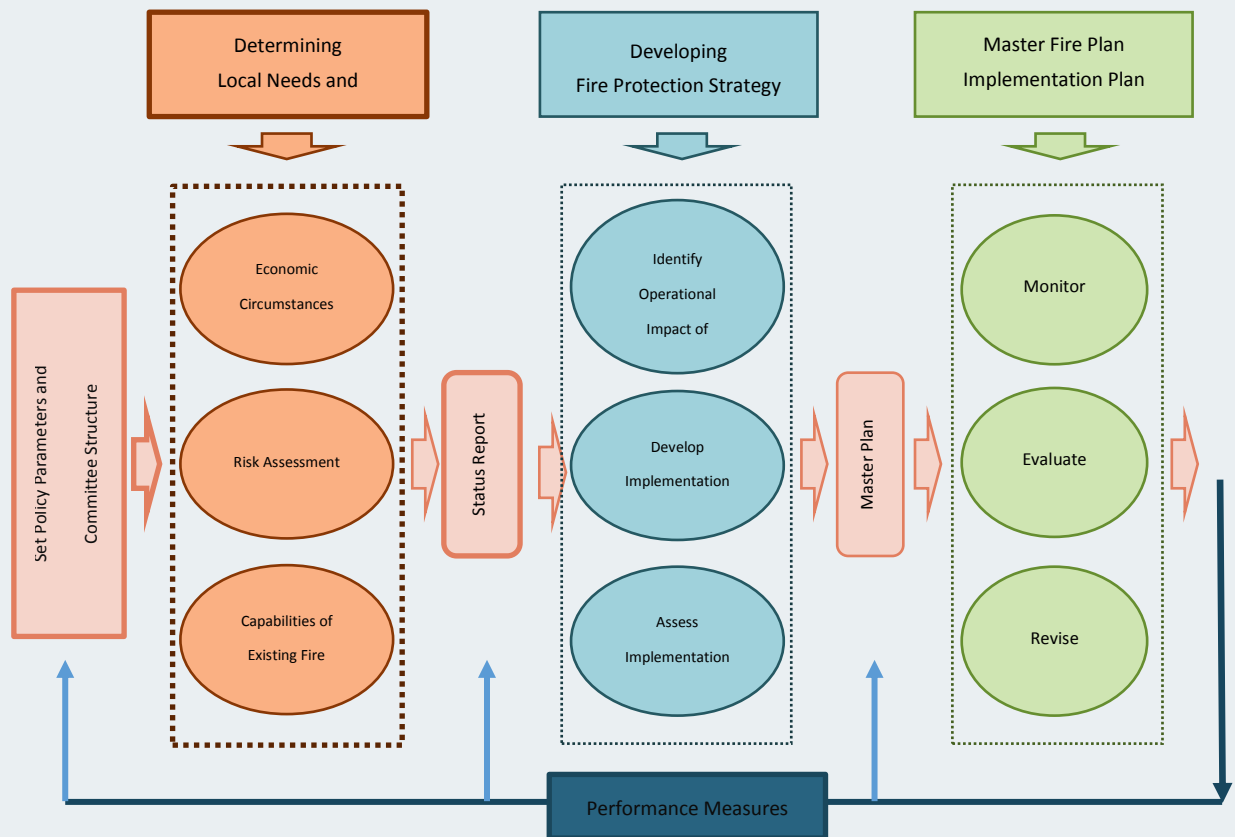 Determining
Local Needs and
Developing
Fire Protection Strategy
Master Fire Plan
Implementation Plan
Set Policy Parameters and
Committee Structure
Economic
Circumstances
Risk Assessment
Capabilities of
Existing Fire
Status Report
Identify
Operational
Impact of
Develop
Implementation
Assess
Implementation
Master Plan
Monitor
Evaluate
Revise
Performance Measures